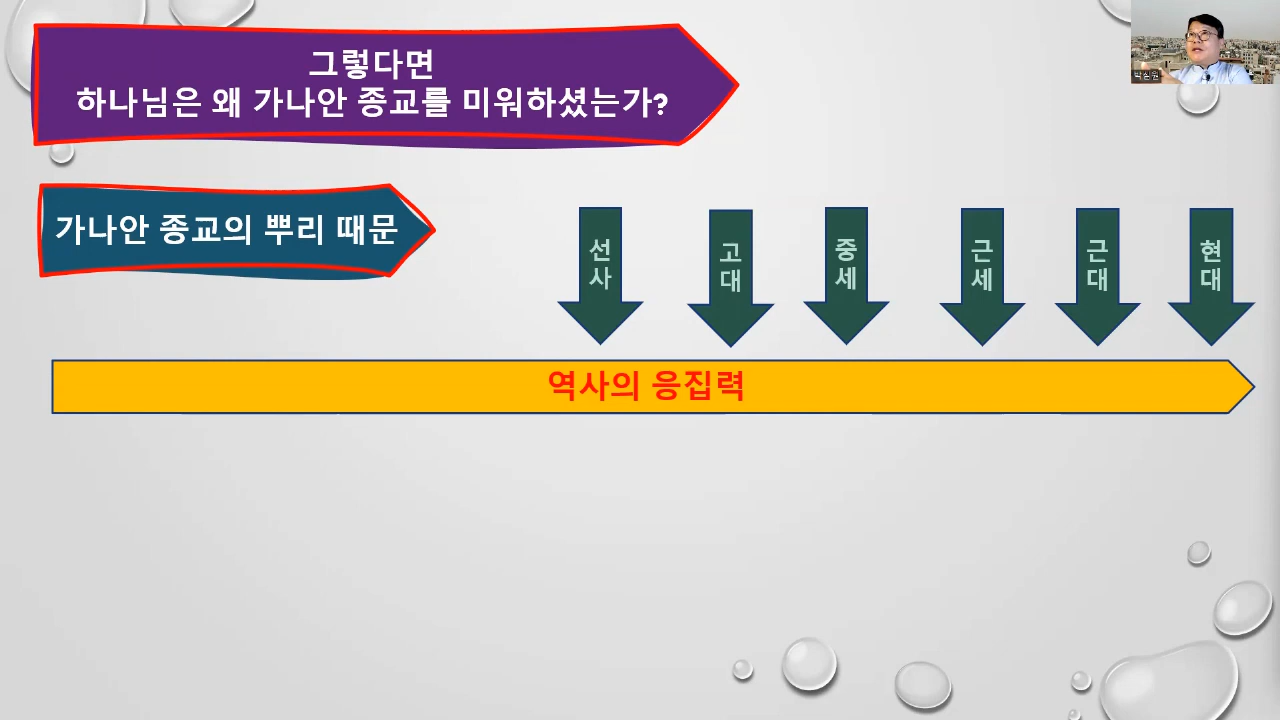 그렇다면
하나님은 왜 가나안 종교를 미워하셨는가?
가나안 종교의 뿌리 때문
선사
고대
중세
근세
근대
현대
역사의 응집력